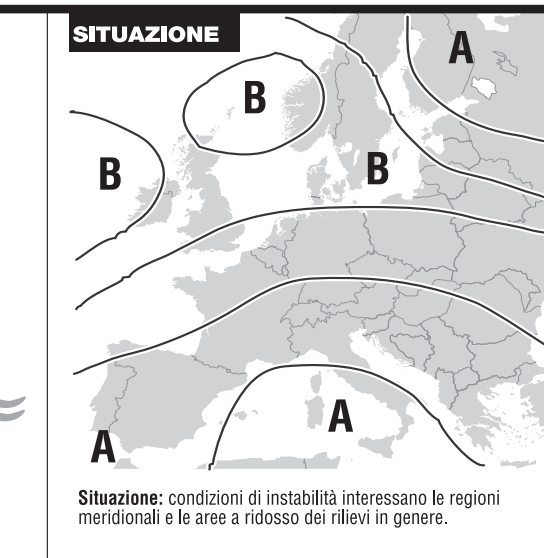 SITUAZIONE
A
B
B
B
A
A
Situazione: condizioni di instabilità interessano le regioni
meridionali e le aree a ridosso dei rilievi in genere.